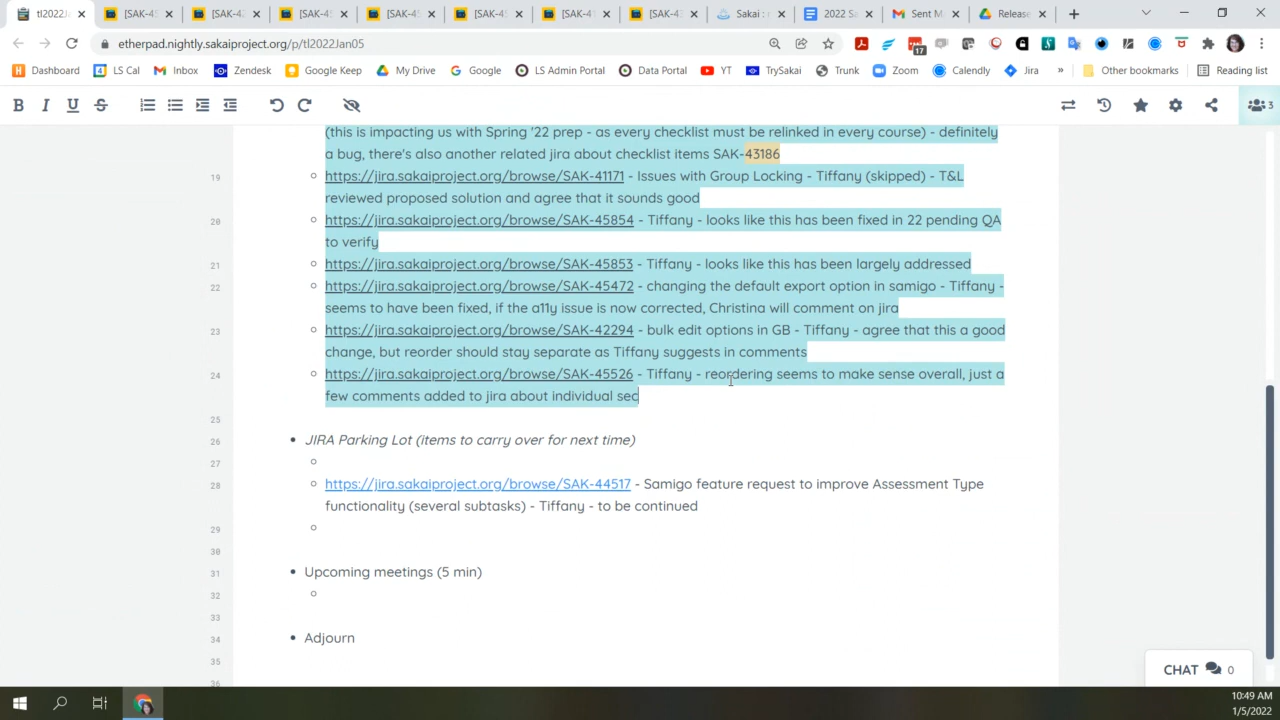 tl2022J
[SAK-45
[SAK-42
[SAK-45
[SAK-45
[SAK-45
[SAK-41
[SAK-43
Sakai :
2022 Sa
Sent M
Release
etherpad.nightly.sakaiproject.org/p/tl2022Jan05
17
Dashboard
LS Cal
Inbox
Zendesk
Google Keep
My Drive
Google
LS Admin Portal
Data Portal
YT
TrySakai
Trunk
Zoom
Calendly
Jira
»
Other bookmarks
Reading list
B I U S
3
(this is impacting us with Spring '22 prep - as every checklist must be relinked in every course) - definitely
a bug, there's also another related jira about checklist items SAK-43186
19 https://jira.sakaiproject.org/browse/SAK-41171 - Issues with Group Locking - Tiffany (skipped) - T&L
reviewed proposed solution and agree that it sounds good
20 https://jira.sakaiproject.org/browse/SAK-45854 - Tiffany - looks like this has been fixed in 22 pending QA
to verify
21 https://jira.sakaiproject.org/browse/SAK-45853 - Tiffany - looks like this has been largely addressed
22 https://jira.sakaiproject.org/browse/SAK-45472 - changing the default export option in samigo - Tiffany -
seems to have been fixed, if the a11y issue is now corrected, Christina will comment on jira
23 https://jira.sakaiproject.org/browse/SAK-42294 - bulk edit options in GB - Tiffany - agree that this a good
change, but reorder should stay separate as Tiffany suggests in comments
24 https://jira.sakaiproject.org/browse/SAK-45526 - Tiffany - reordering seems to make sense overall, just a
few comments added to jira about individual sec
25
26 JIRA Parking Lot (items to carry over for next time)
27
28 https://jira.sakaiproject.org/browse/SAK-44517 - Samigo feature request to improve Assessment Type
functionality (several subtasks) - Tiffany - to be continued
29
30
31 Upcoming meetings (5 min)
32
33
34 Adjourn
35
36
CHAT 0
10:49 AM
1/5/2022